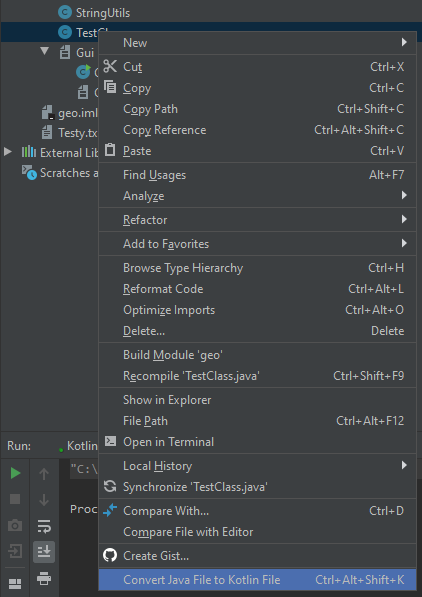 StringUtils
TestCl
New
Gui
Cut Ctrl+X
Copy Ctrl+C
geo.iml
Copy Path Ctrl+Shift+C
Testy.tx
Copy Reference Ctrl+Alt+Shift+C
External Lib
Paste Ctrl+V
Scratches a
Find Usages Alt+F7
Analyze
Refactor
Add to Favorites
Browse Type Hierarchy Ctrl+H
Reformat Code Ctrl+Alt+L
Optimize Imports Ctrl+Alt+O
Delete... Delete
Build Module 'geo'
Recompile 'TestClass.java' Ctrl+Shift+F9
Show in Explorer
File Path Ctrl+Alt+F12
Open in Terminal
Run: Kotlin
Local History
"C:\
Synchronize 'TestClass.java'
Proc
Compare With... Ctrl+D
Compare File with Editor
Create Gist...
Convert Java File to Kotlin File Ctrl+Alt+Shift+K